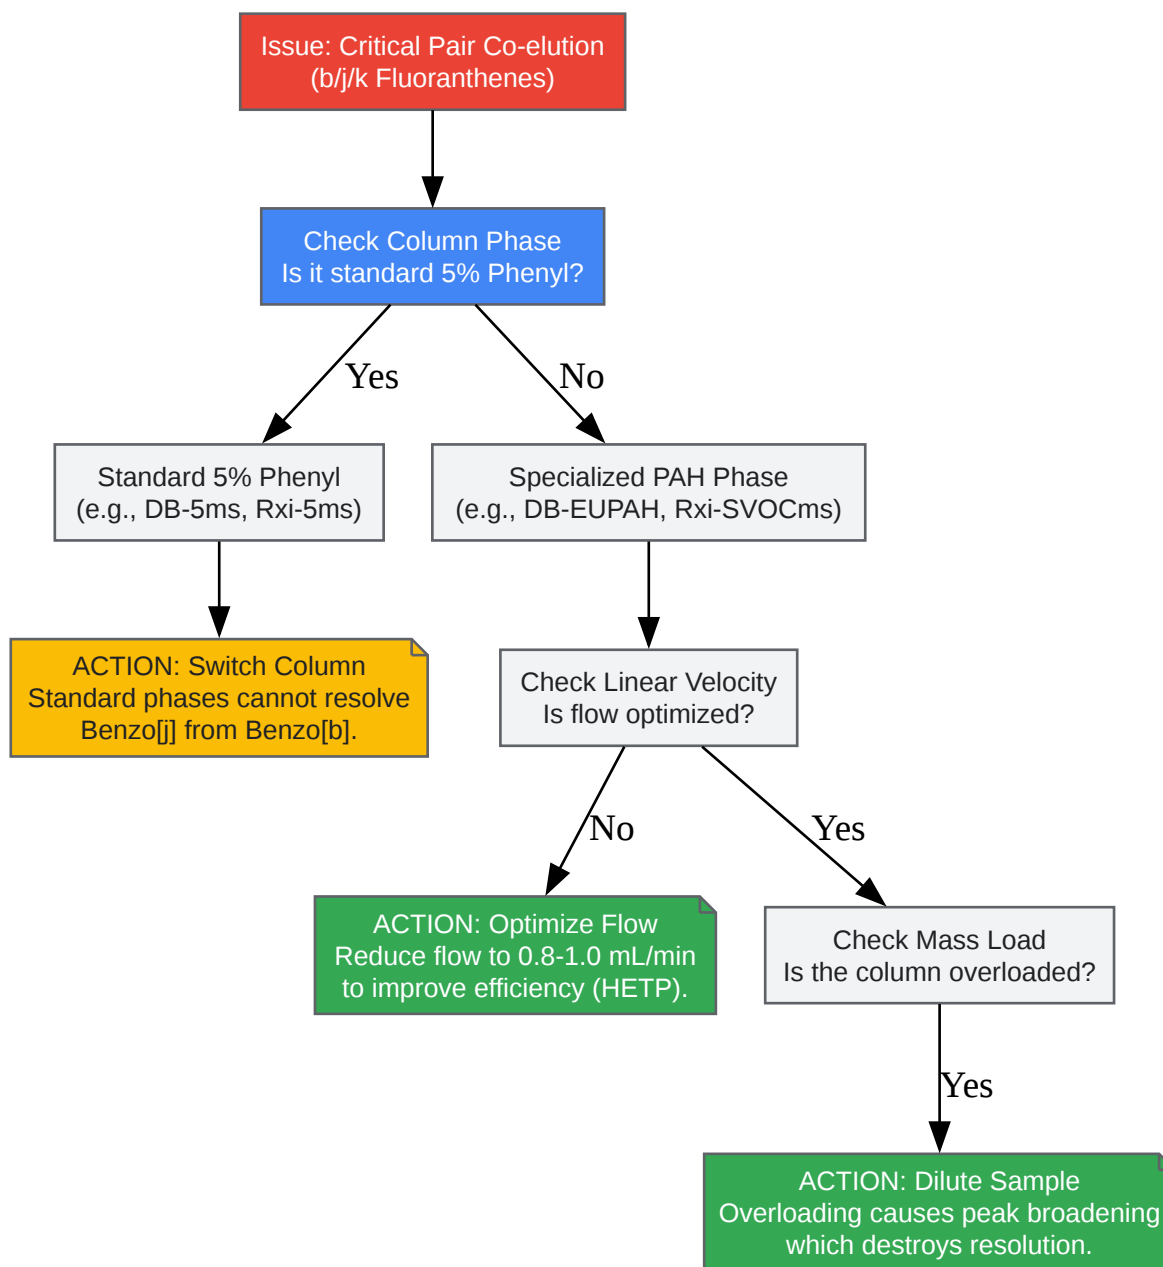 Issue: Critical Pair Co-elution
(b/j/k Fluoranthenes)
Check Column Phase
Is it standard 5% Phenyl?
Yes
No
Standard 5% Phenyl
(e.g., DB-5ms, Rxi-5ms)
Specialized PAH Phase
(e.g., DB-EUPAH, Rxi-SVOCms)
ACTION: Switch Column
Standard phases cannot resolve
Benzo[j] from Benzo[b].
Check Linear Velocity
Is flow optimized?
No
Yes
ACTION: Optimize Flow
Reduce flow to 0.8-1.0 mL/min
to improve efficiency (HETP).
Check Mass Load
Is the column overloaded?
Yes
ACTION: Dilute Sample
Overloading causes peak broadening
which destroys resolution.